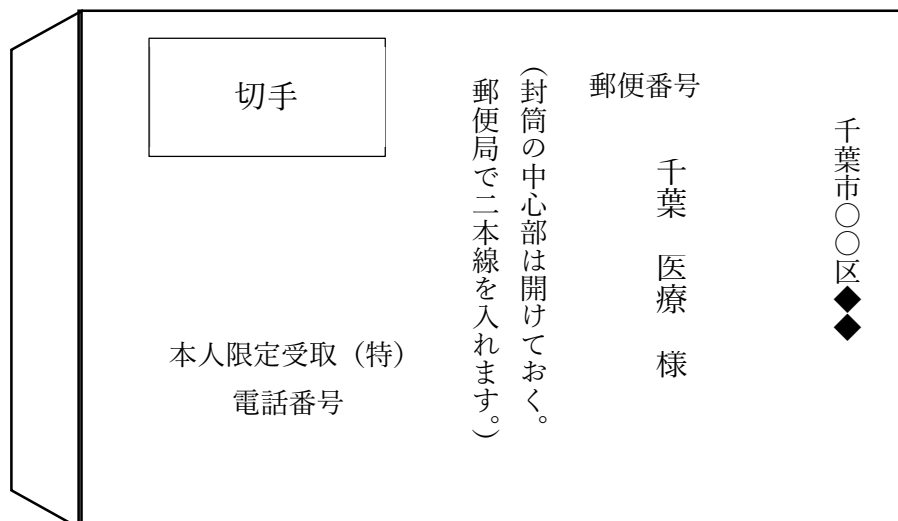 千葉市○○区◆◆
郵便番号
千葉　医療　様
（封筒の中心部は開けておく。
郵便局で二本線を入れます。）
切手
本人限定受取（特）
電話番号